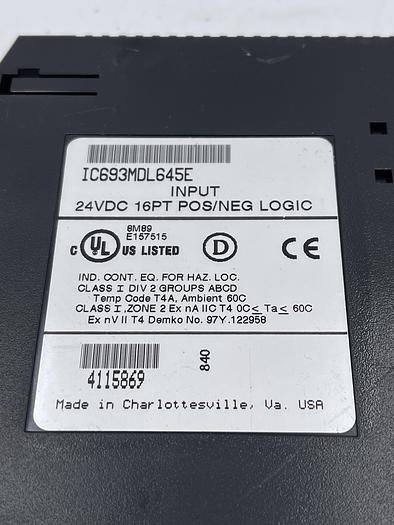 IC693MDL645E
INPUT
24VDC 16PT POS/NEG LOGIC
8M89
E157515
C UL US LISTED D CE
IND. CONT. EQ. FOR HAZ. LOC.
CLASS I DIV 2 GROUPS ABCD
Temp Code T4A, Ambient 60C
CLASS I, ZONE 2 Ex nA IIC T4 0C≤ Ta≤ 60C
Ex nV II T4 Demko No. 97Y.122958
840
4115869
Made in Charlottesville, Va. USA